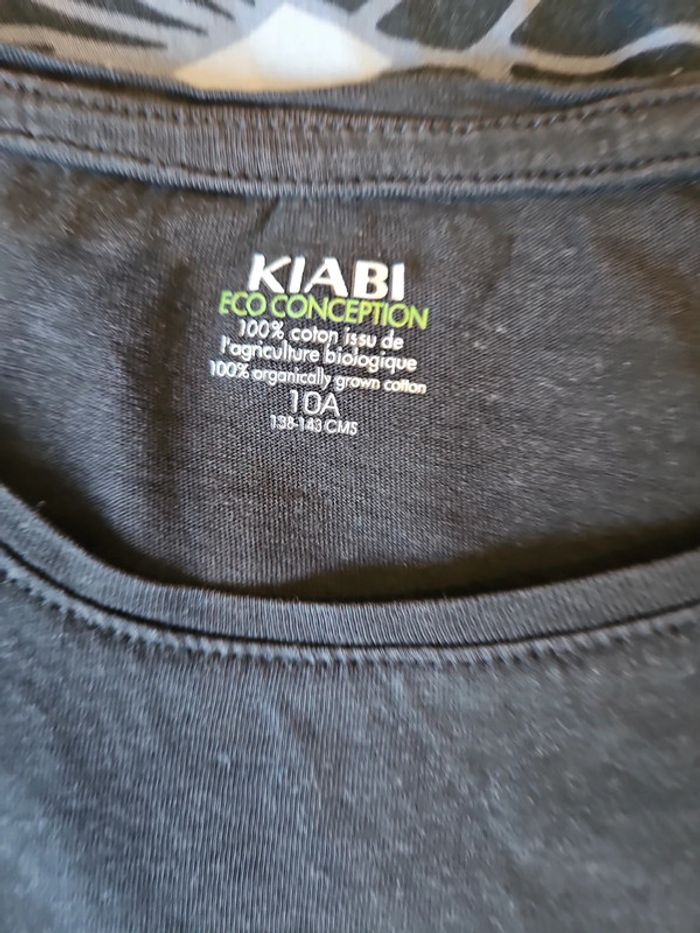 KIABI
ECO CONCEPTION
100% coton issu de
l'agriculture biologique
100% organically grown cotton
10A
138-143 CMS